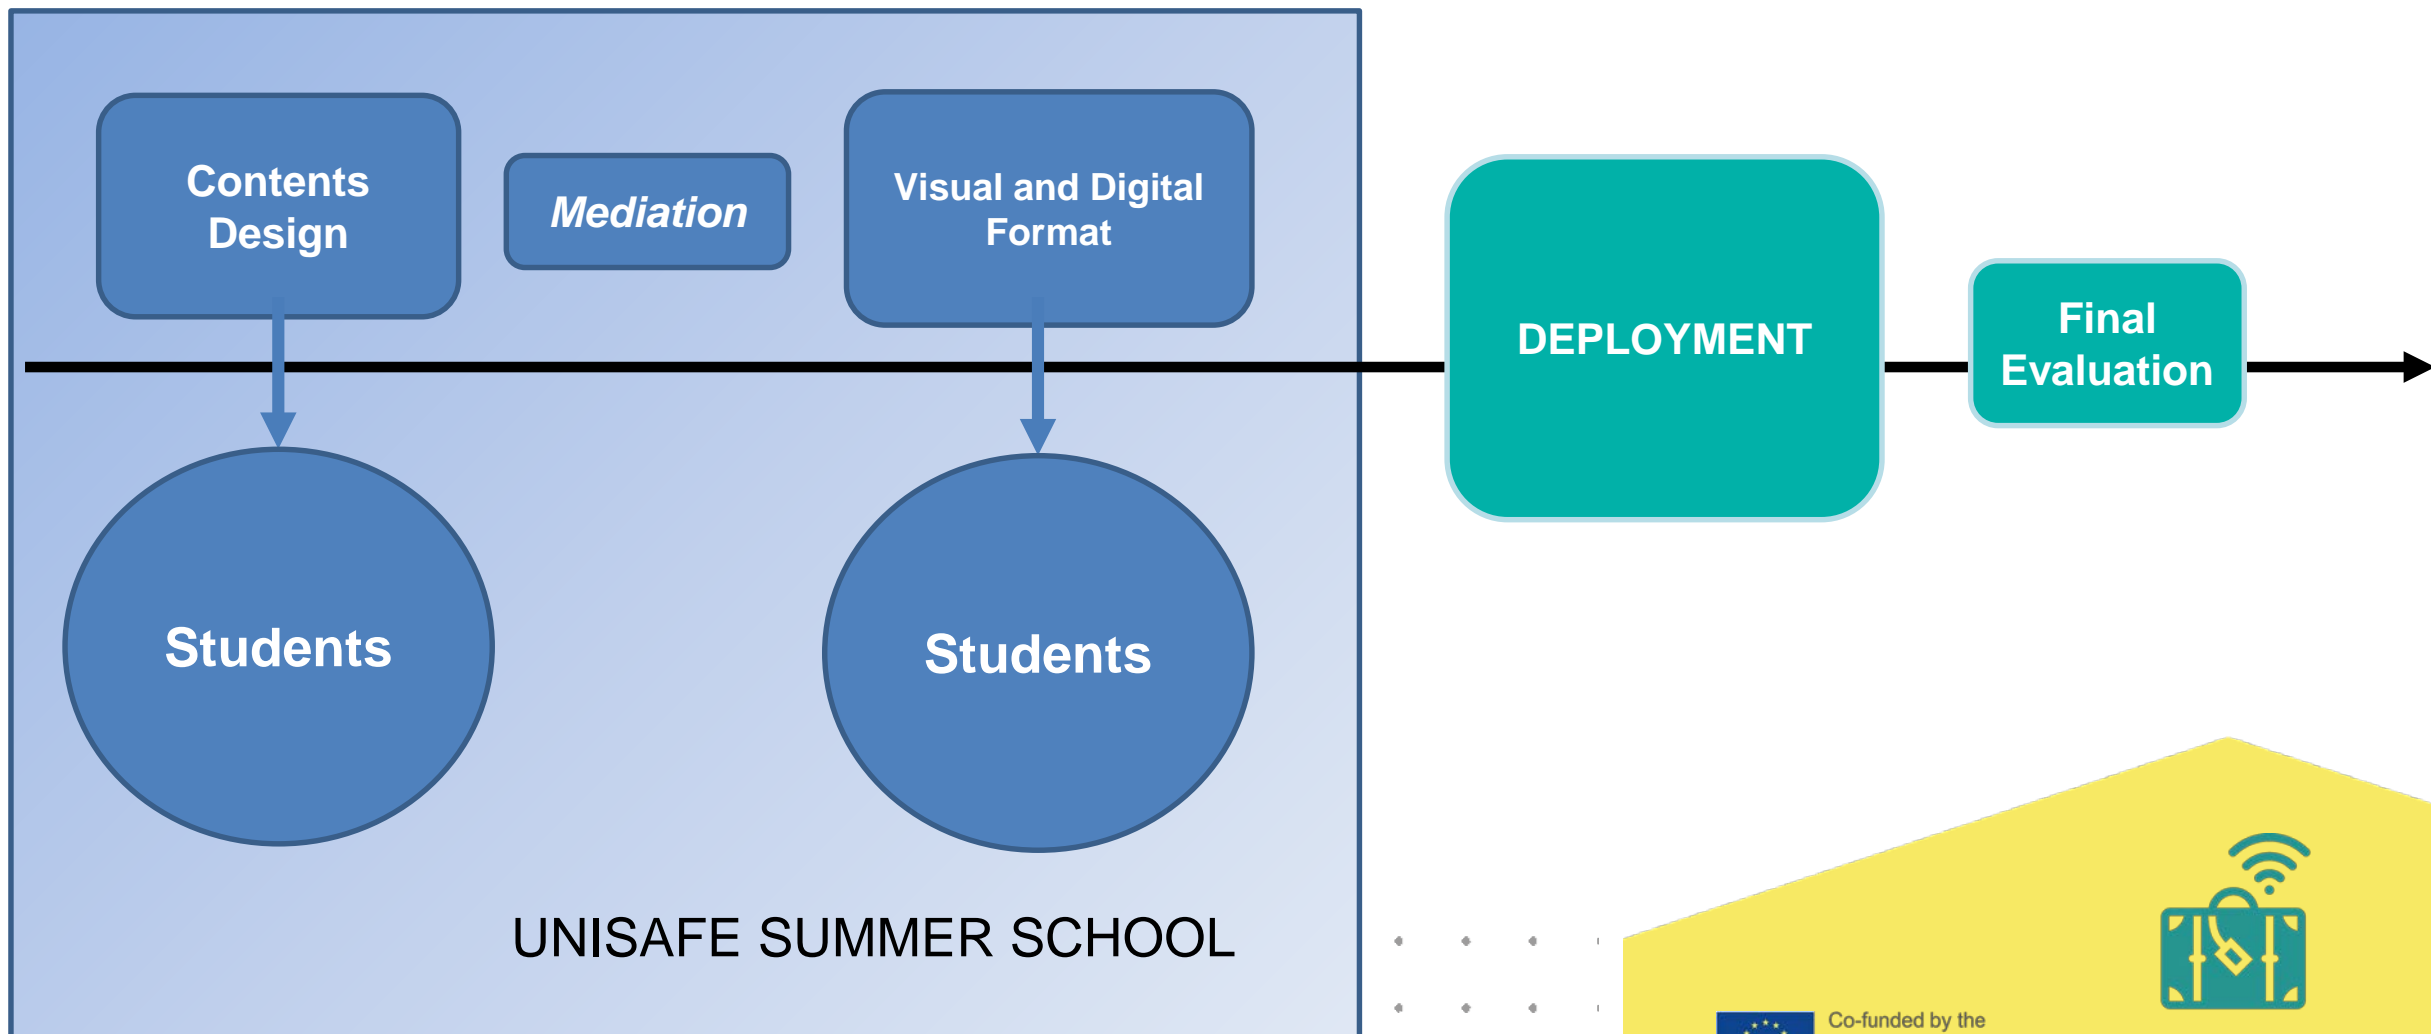 Contents
Design
Mediation
Visual and Digital
Format
DEPLOYMENT
Final
Evaluation
Students
Students
UNISAFE SUMMER SCHOOL
Co-funded by the